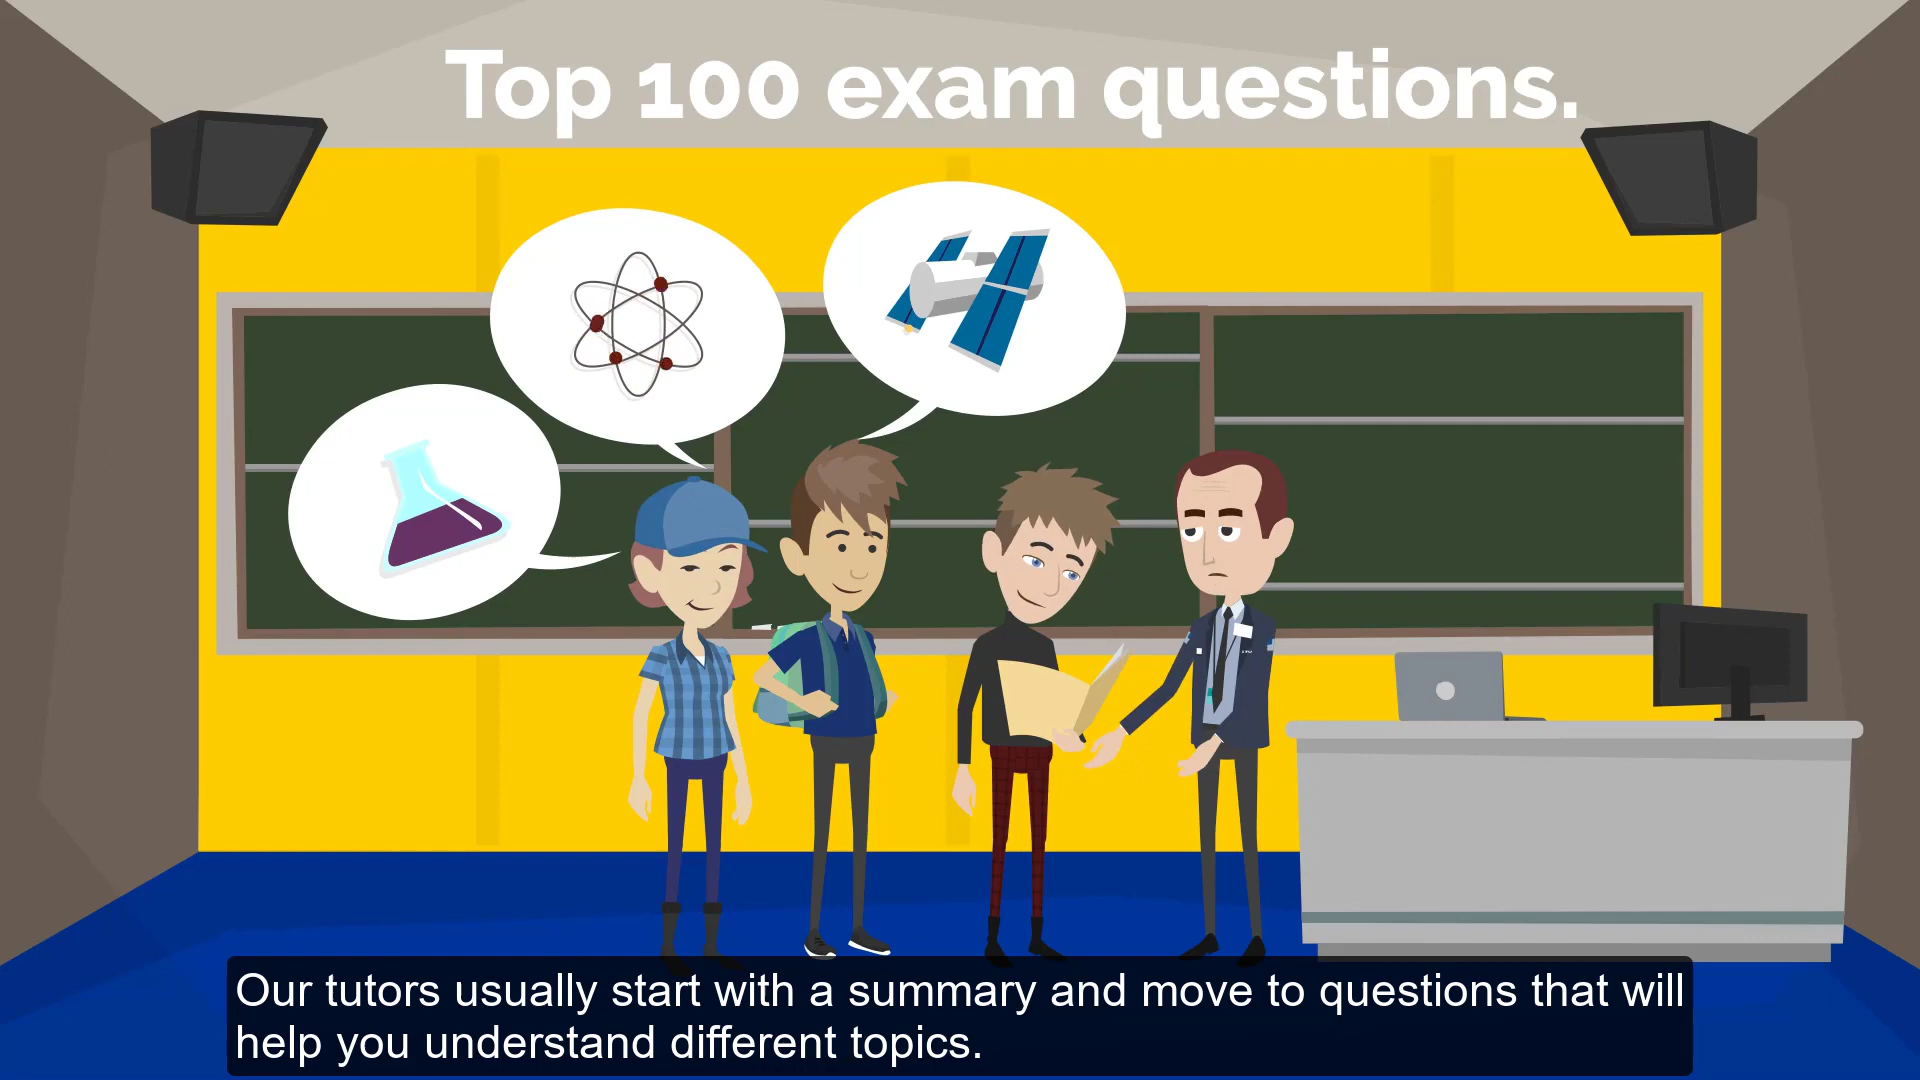 Top 100 exam questions.
Our tutors usually start with a summary and move to questions that will
help you understand different topics.